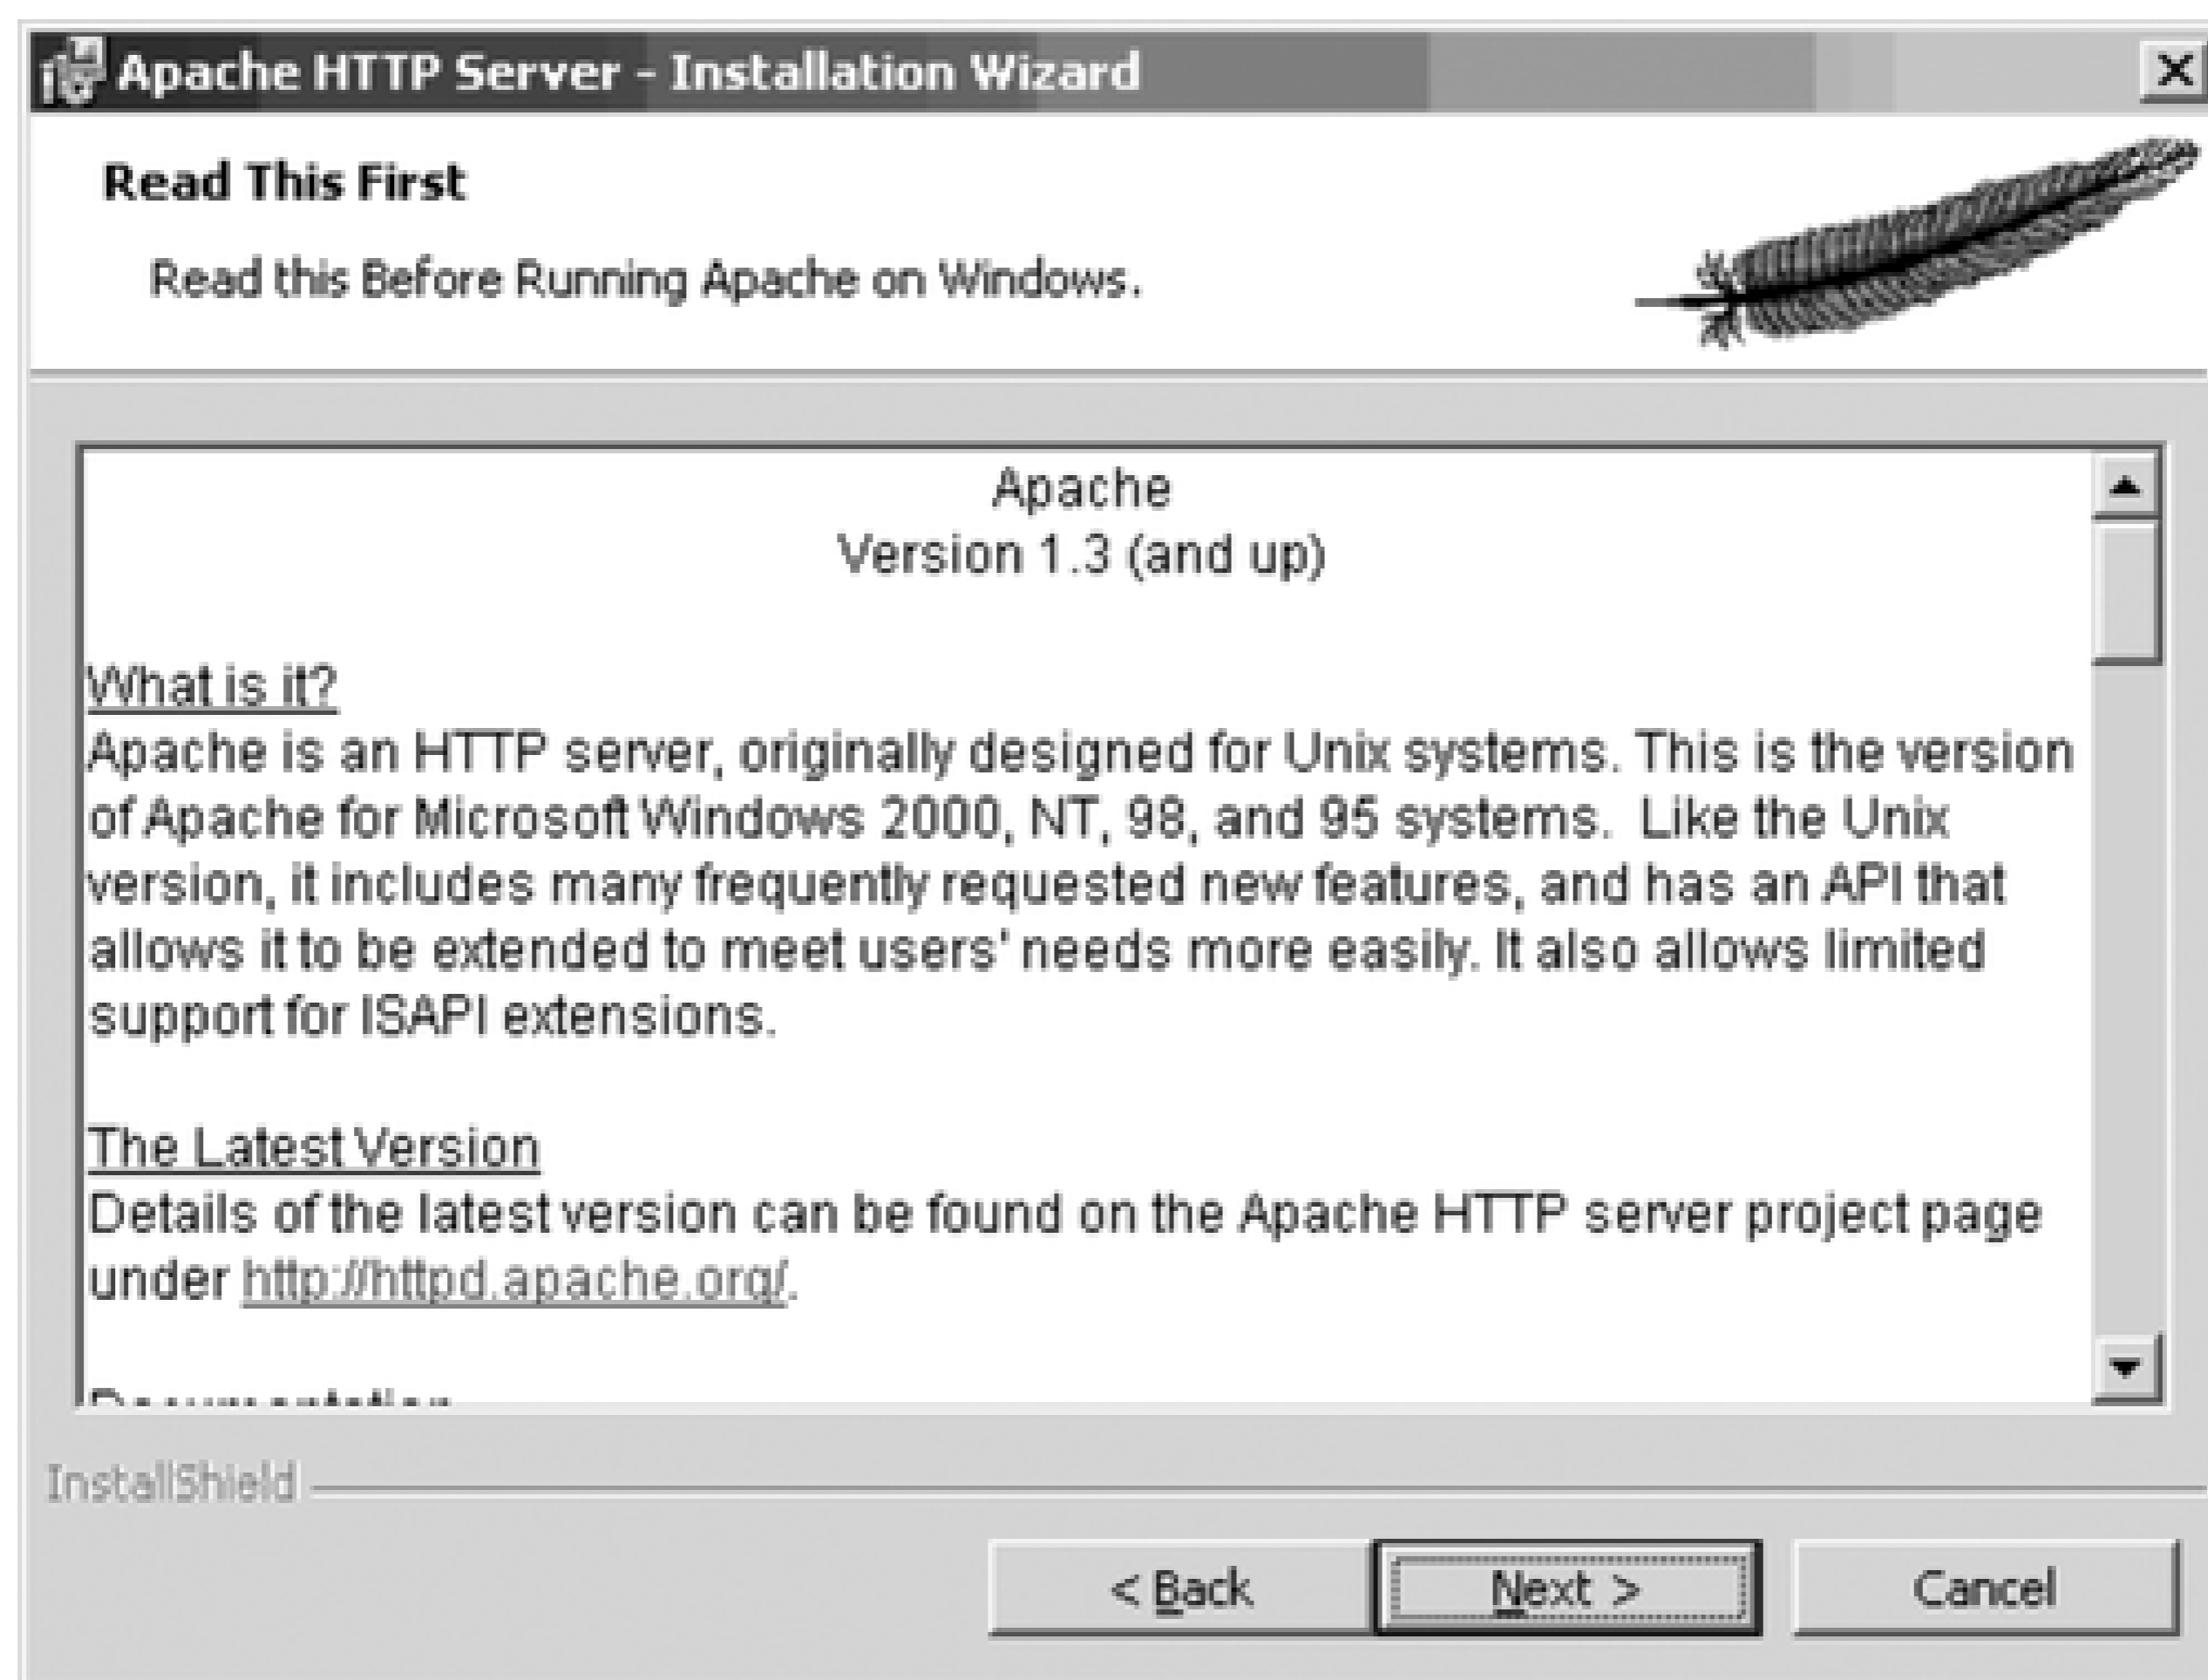 Apache HTTP Server - Installation Wizard
Read This First
Read this Before Running Apache on Windows.
Apache
Version 1.3 (and up)
What is it?
Apache is an HTTP server, originally designed for Unix systems. This is the version
of Apache for Microsoft Windows 2000, NT, 98, and 95 systems. Like the Unix
version, it includes many frequently requested new features, and has an API that
allows it to be extended to meet users' needs more easily. It also allows limited
support for ISAPI extensions.
The Latest Version
Details of the latest version can be found on the Apache HTTP server project page
under http://httpd.apache.org/.
Documentation
InstallShield
< Back
Next >
Cancel